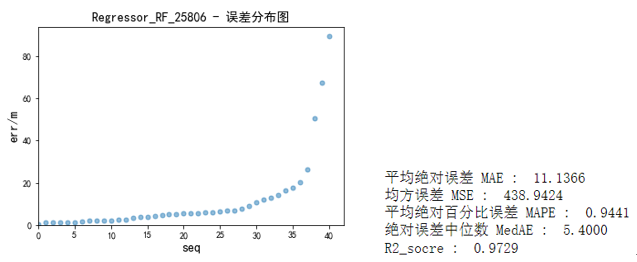 Regressor_RF_25806 - 误差分布图
err/m
80
60
40
20
0
0 5 10 15 20 25 30 35 40
seq
平均绝对误差 MAE : 11.1366
均方误差 MSE : 438.9424
平均绝对百分比误差 MAPE : 0.9441
绝对误差中位数 MedAE : 5.4000
R2_socre : 0.9729